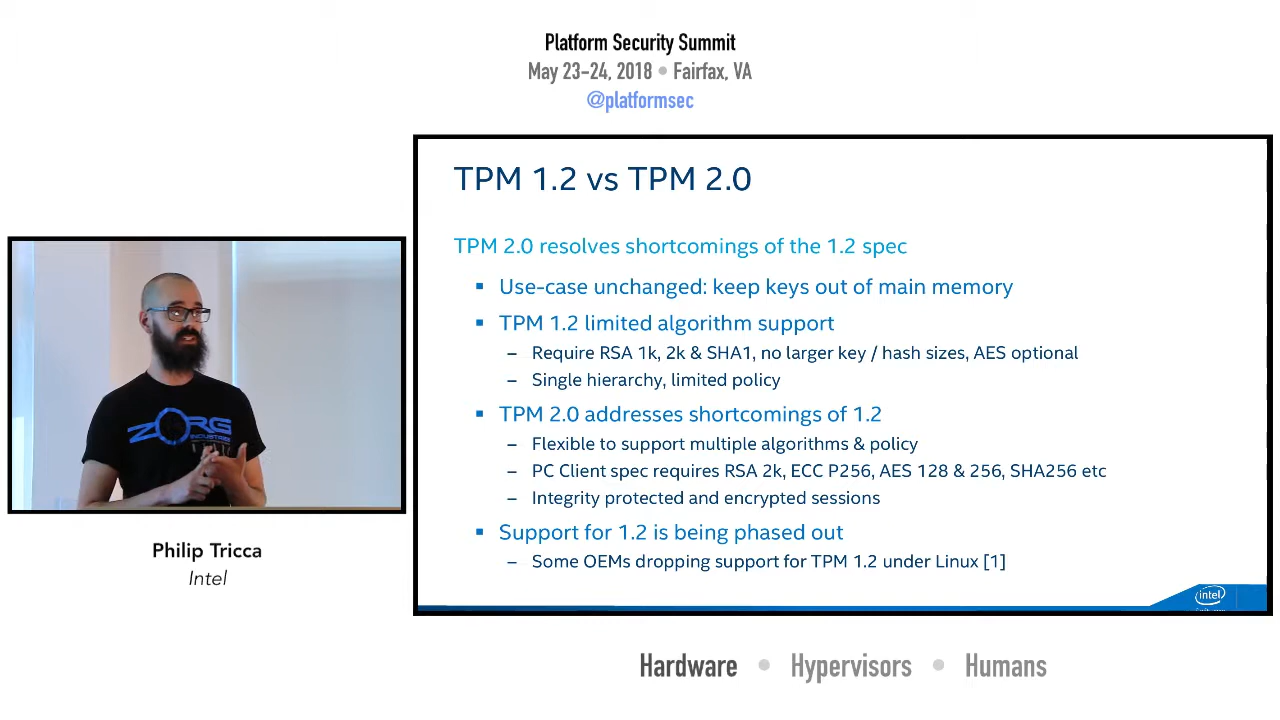 Platform Security Summit
May 23-24, 2018 • Fairfax, VA
@platformsec
TPM 1.2 vs TPM 2.0
TPM 2.0 resolves shortcomings of the 1.2 spec
▪ Use-case unchanged: keep keys out of main memory
▪ TPM 1.2 limited algorithm support
– Require RSA 1k, 2k & SHA1, no larger key / hash sizes, AES optional
– Single hierarchy, limited policy
▪ TPM 2.0 addresses shortcomings of 1.2
– Flexible to support multiple algorithms & policy
– PC Client spec requires RSA 2k, ECC P256, AES 128 & 256, SHA256 etc
– Integrity protected and encrypted sessions
▪ Support for 1.2 is being phased out
– Some OEMs dropping support for TPM 1.2 under Linux [1]
intel
ZORG
INDUSTRIES
Philip Tricca
Intel
Hardware • Hypervisors • Humans